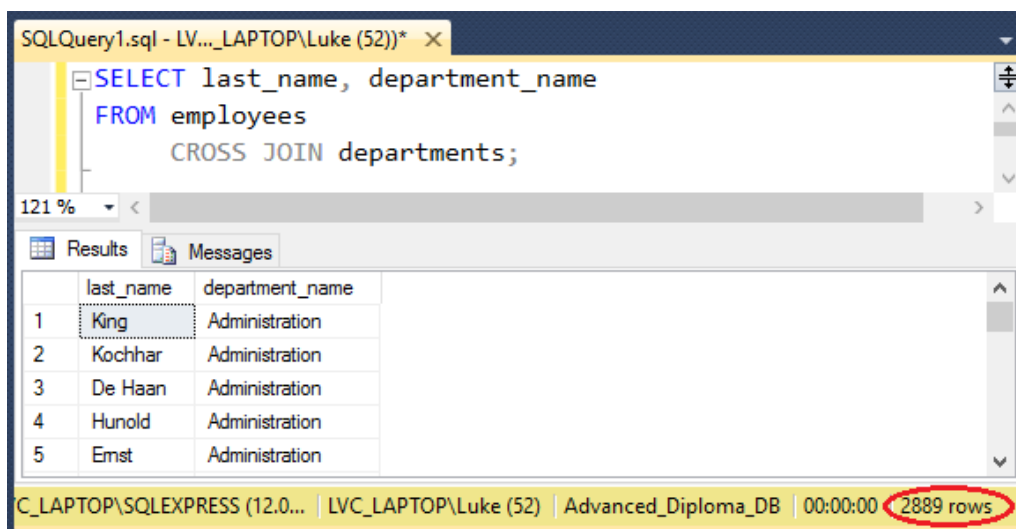 SQLQuery1.sql - LV..._LAPTOP\Luke (52))* ×
SELECT last_name, department_name
FROM employees
CROSS JOIN departments;
121 %
Results Messages
last_name department_name
1 King Administration
2 Kochhar Administration
3 De Haan Administration
4 Hunold Administration
5 Ernst Administration
VC_LAPTOP\SQLEXPRESS (12.0... LVC_LAPTOP\Luke (52) Advanced_Diploma_DB 00:00:00 2889 rows